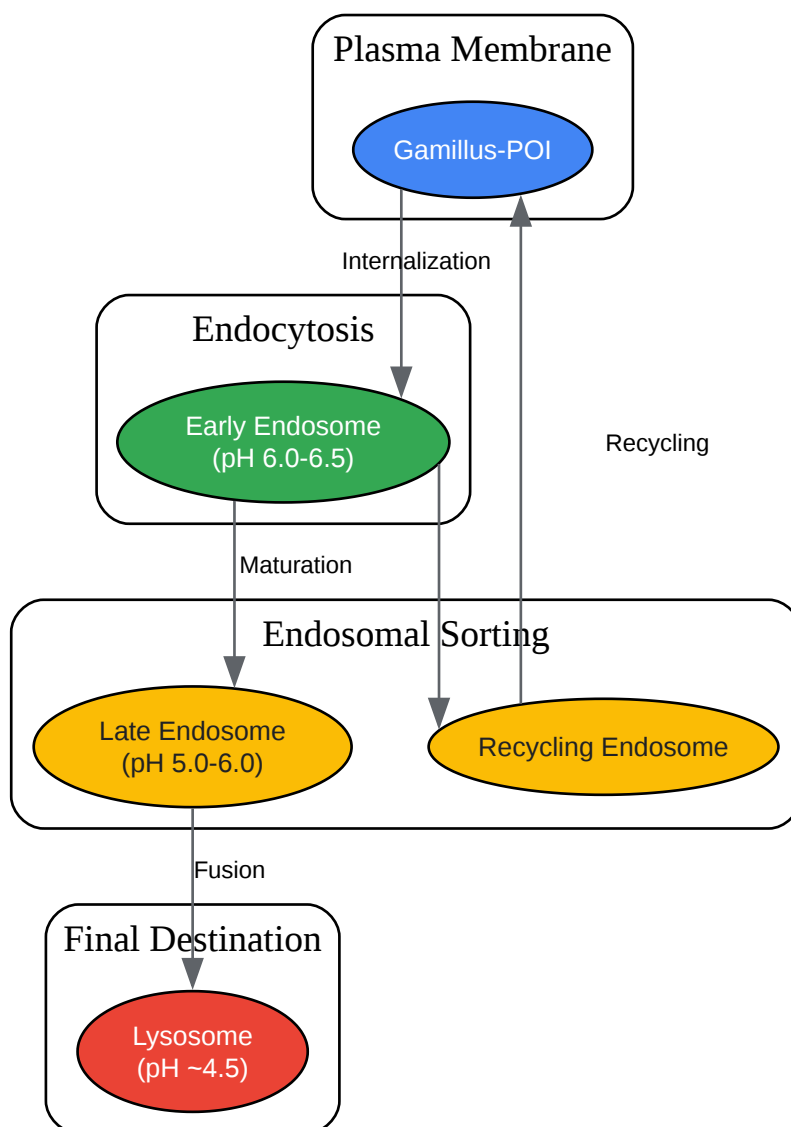 Plasma Membrane
Gamillus-POI
Internalization
Endocytosis
Early Endosome
(pH 6.0-6.5)
Recycling
Maturation
Endosomal Sorting
Late Endosome
(pH 5.0-6.0)
Recycling Endosome
Fusion
Final Destination
Lysosome
(pH ~4.5)